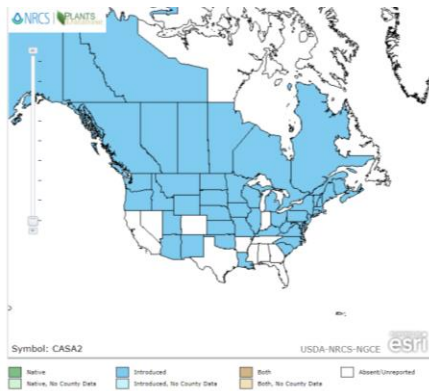 NRCS | PLANTS
Symbol: CASA2
USDA-NRCS-NGCE
esri
Native
Introduced
Both
Absent/Unreported
Native, No County Data
Introduced, No County Data
Both, No County Data